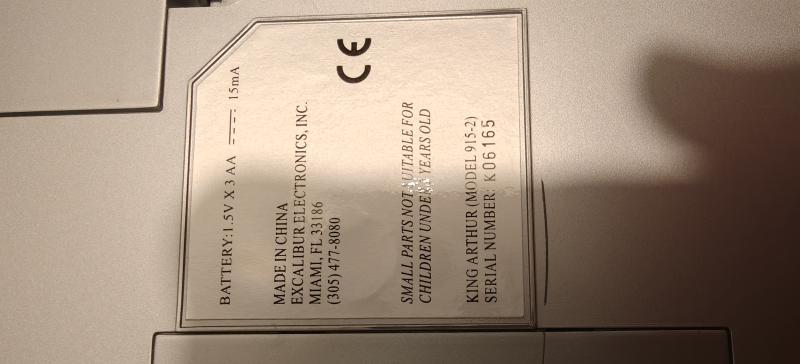 BATTERY:1.5V X 3 AA 15mA
MADE IN CHINA
EXCALIBUR ELECTRONICS, INC.
MIAMI, FL 33186
(305) 477-8080
CE
SMALL PARTS NOT SUITABLE FOR
CHILDREN UNDER YEARS OLD
KING ARTHUR (MODEL 915-2)
SERIAL NUMBER: K06165